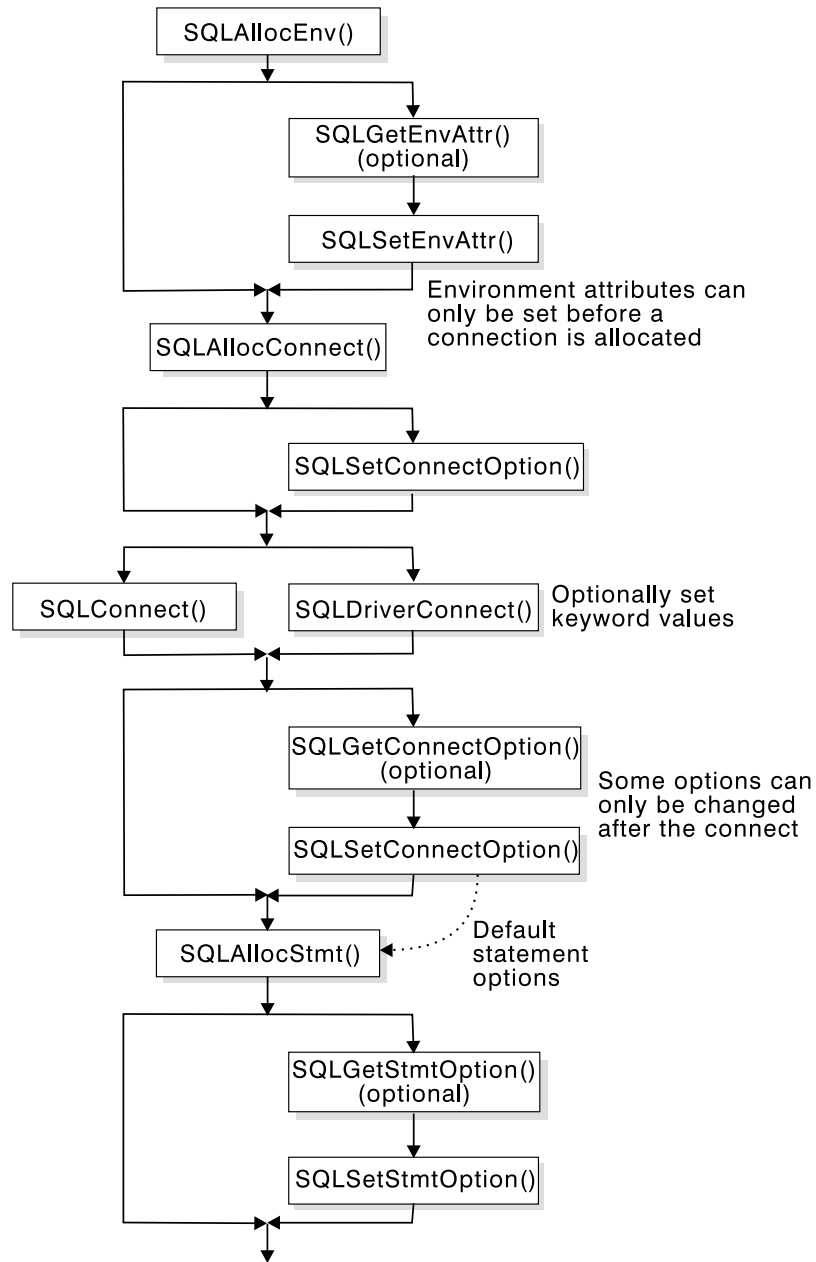 SQLAllocEnv()
SQLGetEnvAttr()
(optional)
SQLSetEnvAttr()
Environment attributes can
only be set before a
connection is allocated
SQLAllocConnect()
SQLSetConnectOption()
SQLConnect()
SQLDriverConnect()
Optionally set
keyword values
SQLGetConnectOption()
(optional)
Some options can
only be changed
after the connect
SQLSetConnectOption()
Default
statement
options
SQLAllocStmt()
SQLGetStmtOption()
(optional)
SQLSetStmtOption()